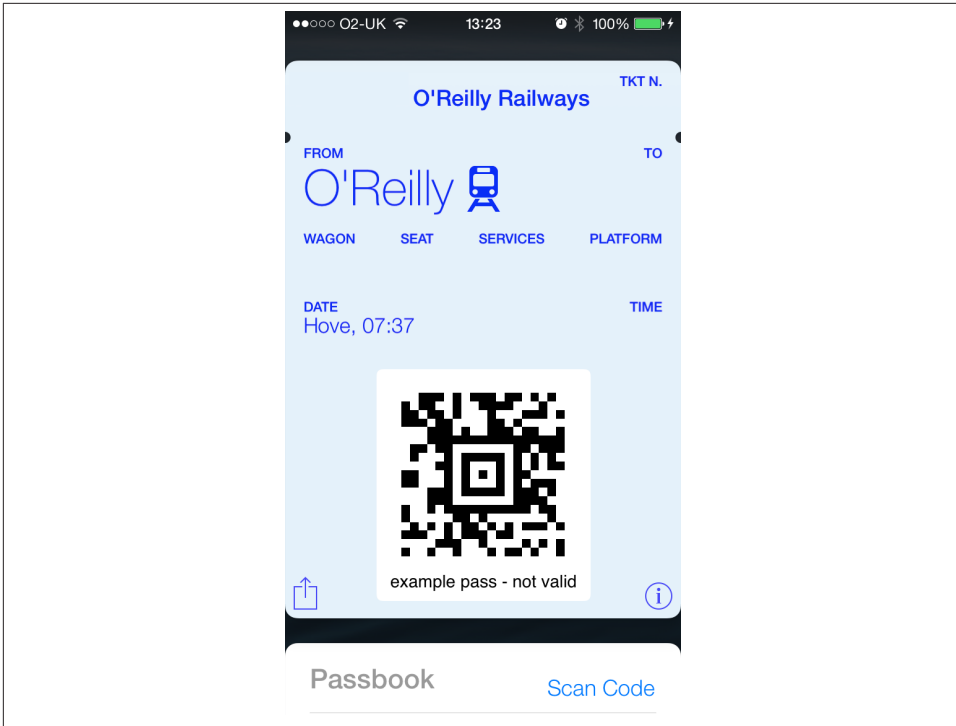 O2-UK 13:23 100%
TKT N.
O'Reilly Railways
FROM TO
O'Reilly
WAGON SEAT SERVICES PLATFORM
DATE TIME
Hove, 07:37
example pass - not valid
Passbook Scan Code